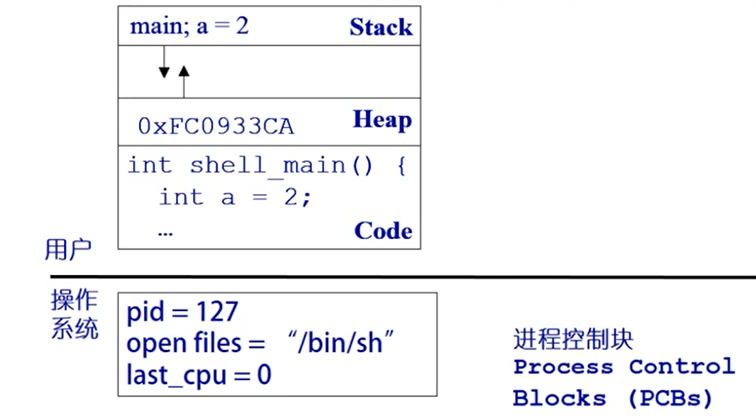 main; a = 2 Stack
0xFC0933CA Heap
int shell_main() {
int a = 2;
… Code
用户
操作
系统
pid = 127
open files = “/bin/sh”
last_cpu = 0
进程控制块
Process Control
Blocks (PCBs)